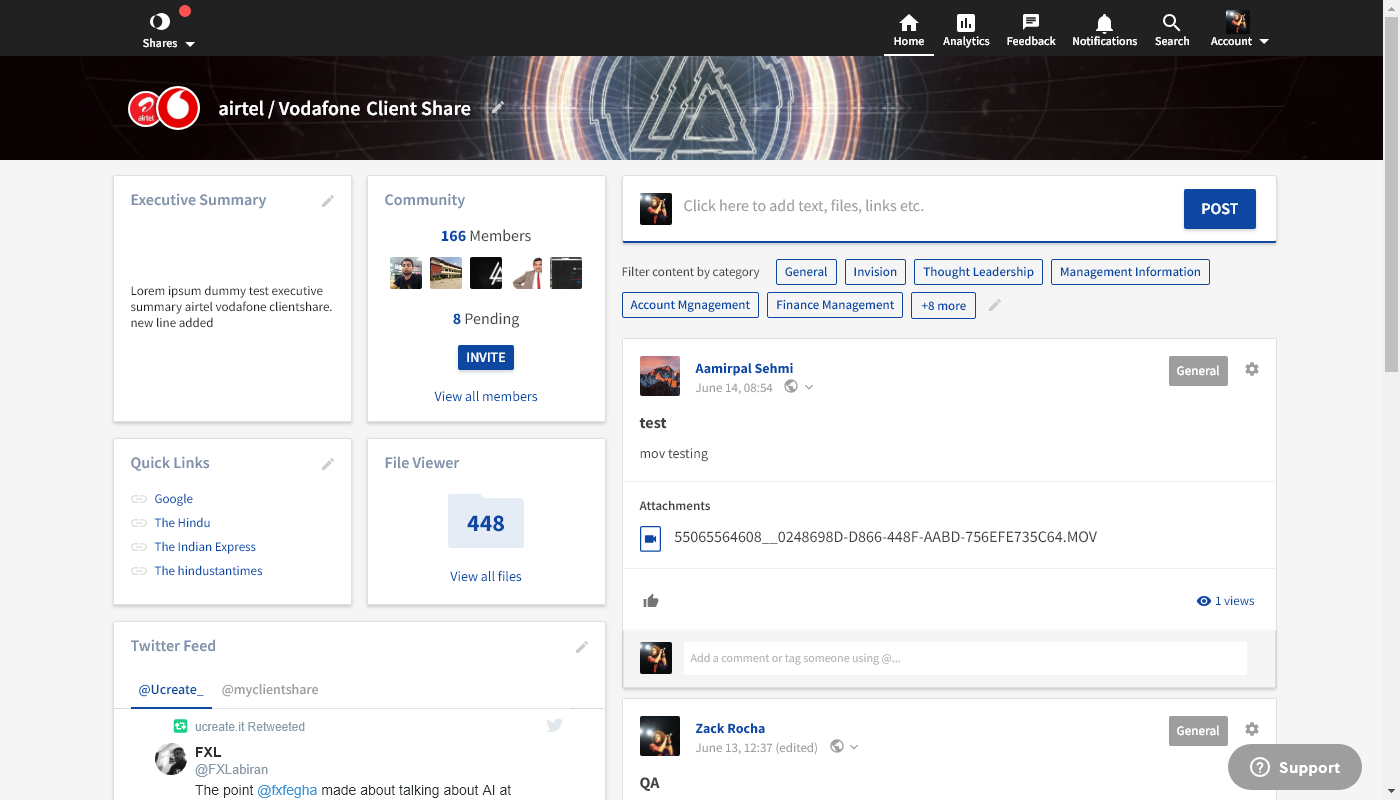 Shares
Home
Analytics
Feedback
Notifications
Search
Account
airtel
airtel / Vodafone Client Share
Executive Summary
Lorem ipsum dummy test executive
summary airtel vodafone clientshare.
new line added
Community
166 Members
8 Pending
INVITE
View all members
Quick Links
Google
The Hindu
The Indian Express
The hindustantimes
File Viewer
448
View all files
Twitter Feed
@Ucreate_ @myclientshare
ucreate.it Retweeted
FXL
@FXLabiran
The point @fxfegha made about talking about AI at
Click here to add text, files, links etc.
POST
Filter content by category General Invision Thought Leadership Management Information
Account Mgnagement Finance Management +8 more
Aamirpal Sehmi
June 14, 08:54
General
test
mov testing
Attachments
55065564608__0248698D-D866-448F-AABD-756EFE735C64.MOV
1 views
Add a comment or tag someone using @...
Zack Rocha
June 13, 12:37 (edited)
General
QA
Support